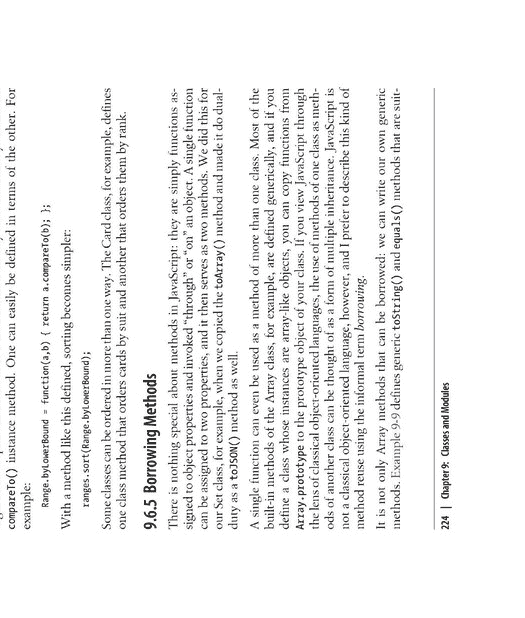 compareTo() instance method. One can easily be defined in terms of the other. For
example:
Range.byLowerBound = function(a,b) { return a.compareTo(b); };
With a method like this defined, sorting becomes simpler:
ranges.sort(Range.byLowerBound);
Some classes can be ordered in more than one way. The Card class, for example, defines
one class method that orders cards by suit and another that orders them by rank.
9.6.5 Borrowing Methods
There is nothing special about methods in JavaScript: they are simply functions as-
signed to object properties and invoked “through” or “on” an object. A single function
can be assigned to two properties, and it then serves as two methods. We did this for
our Set class, for example, when we copied the toArray() method and made it do dual-
duty as a toJSON() method as well.
A single function can even be used as a method of more than one class. Most of the
built-in methods of the Array class, for example, are defined generically, and if you
define a class whose instances are array-like objects, you can copy functions from
Array.prototype to the prototype object of your class. If you view JavaScript through
the lens of classical object-oriented languages, the use of methods of one class as meth-
ods of another class can be thought of as a form of multiple inheritance. JavaScript is
not a classical object-oriented language, however, and I prefer to describe this kind of
method reuse using the informal term borrowing.
It is not only Array methods that can be borrowed: we can write our own generic
methods. Example 9-9 defines generic toString() and equals() methods that are suit-
224 | Chapter 9: Classes and Modules